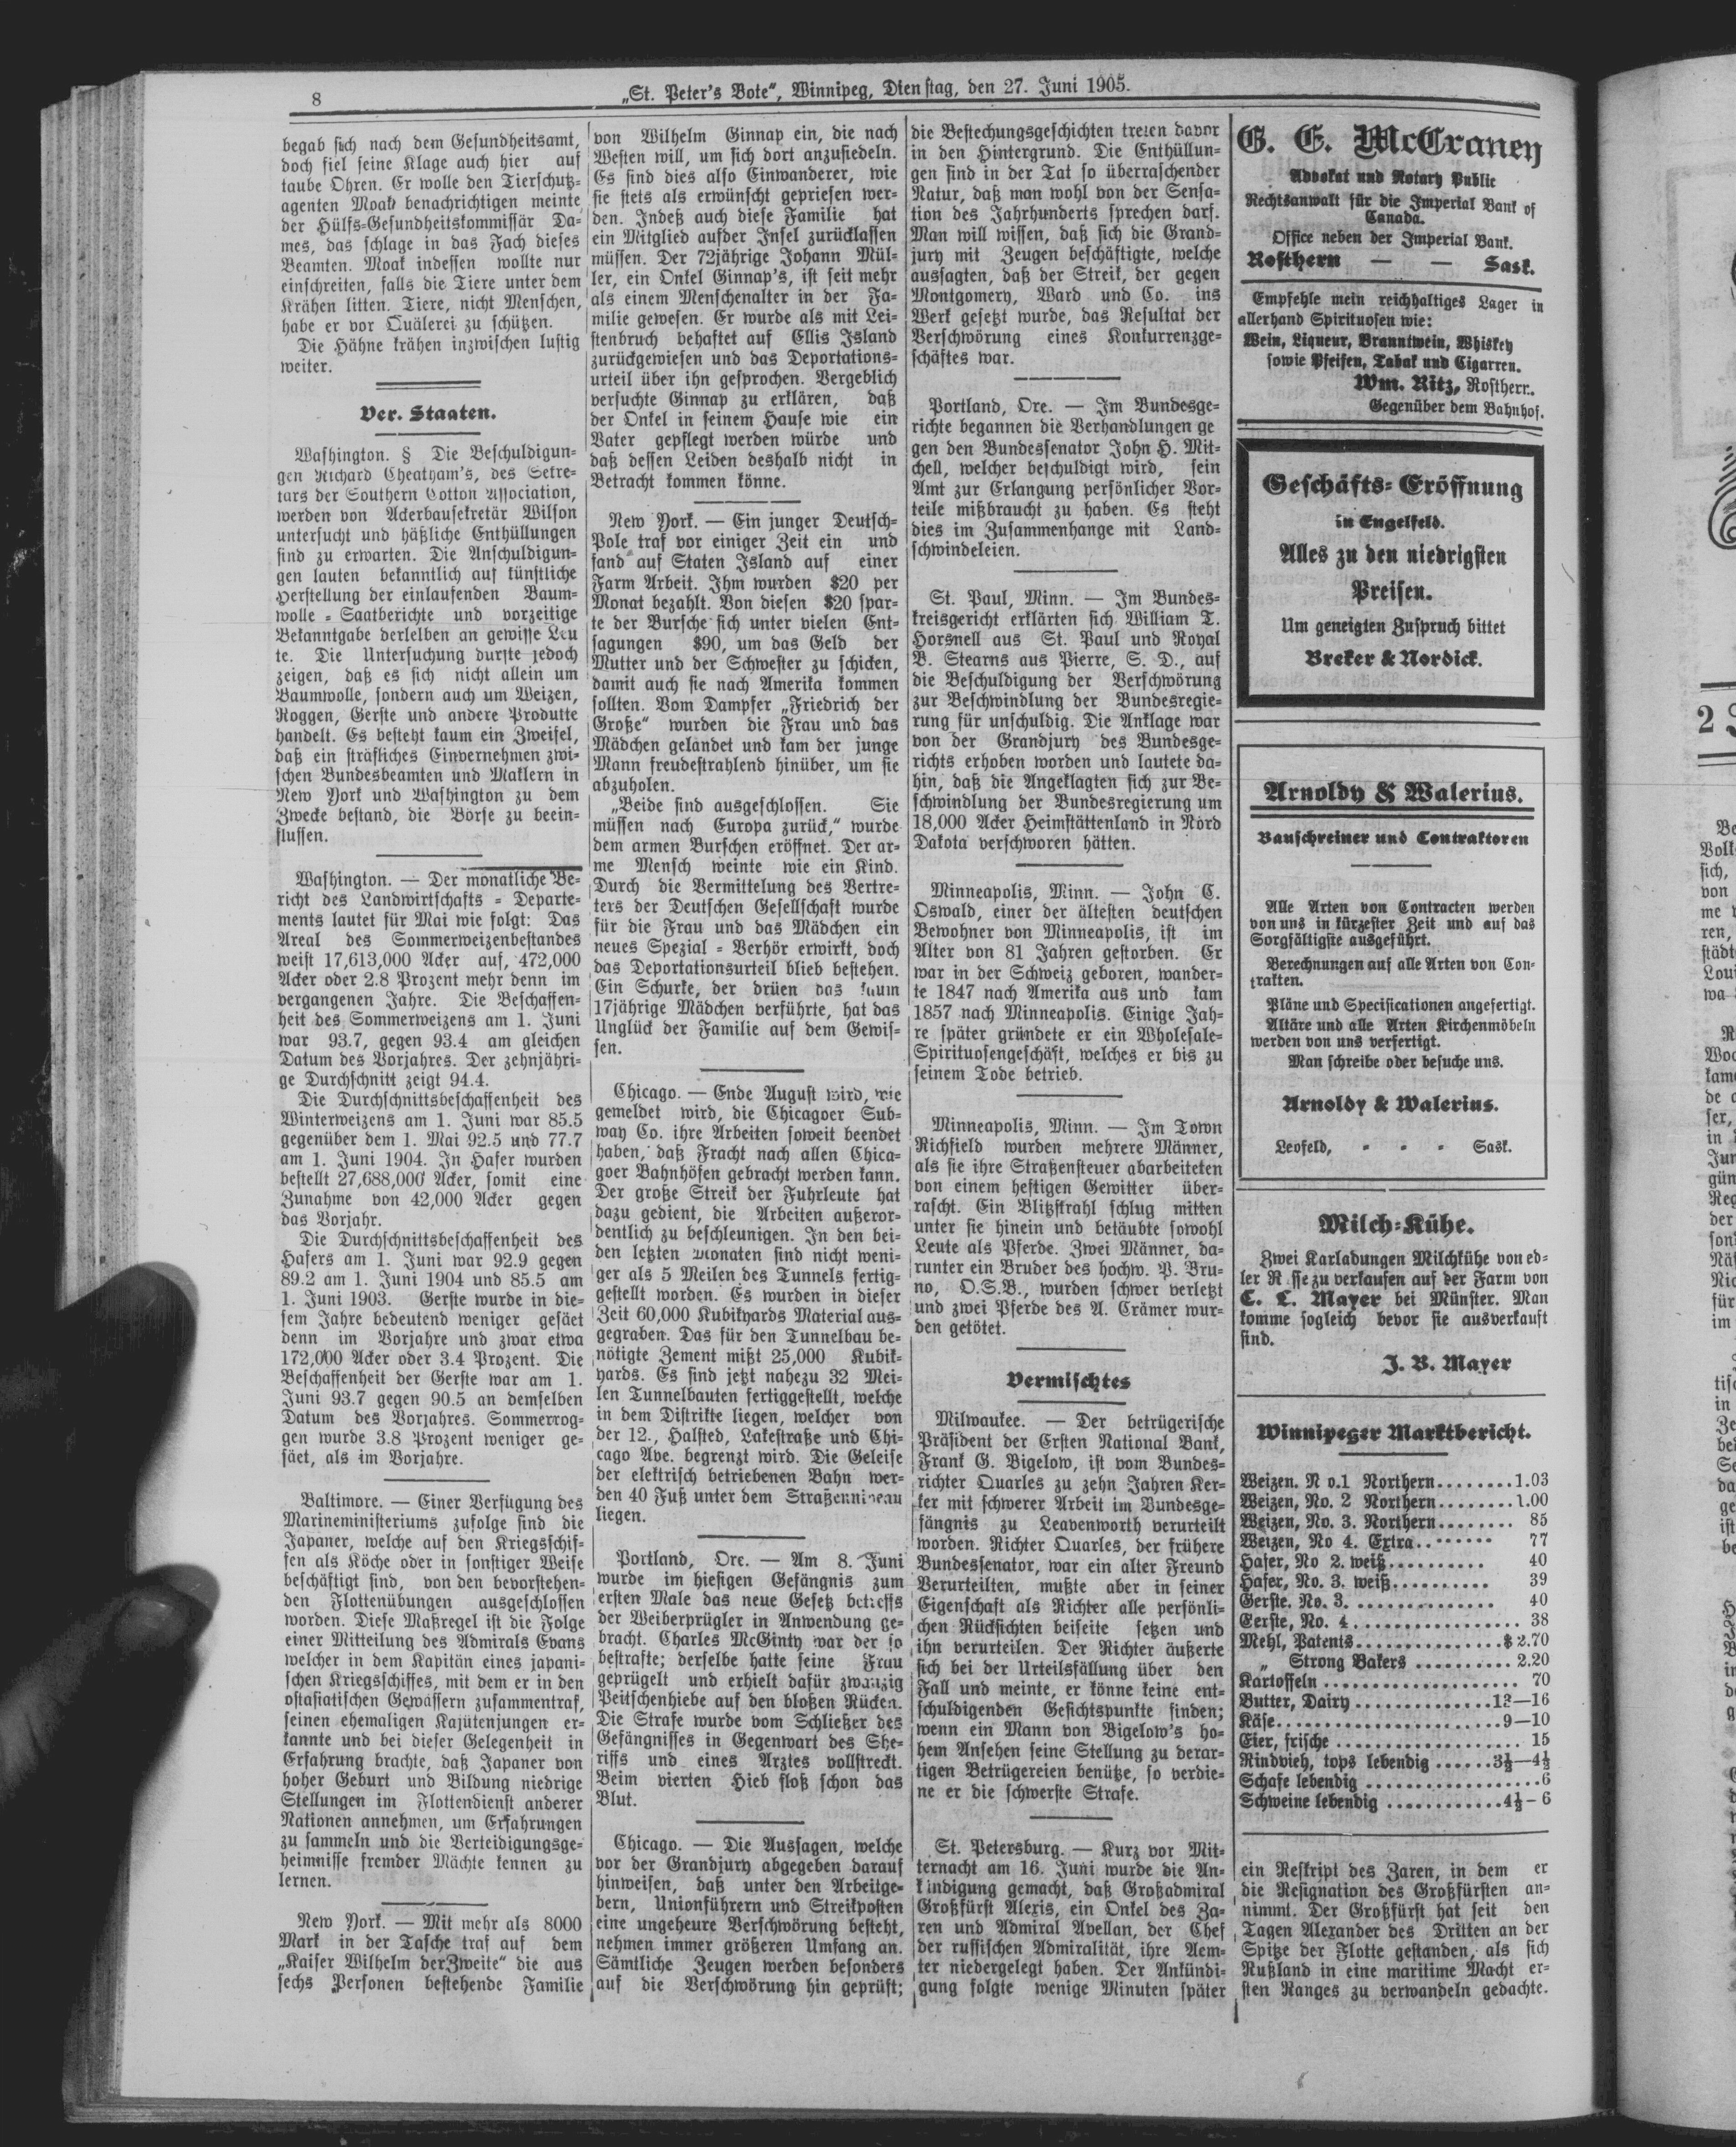 8
„St. Peter's Bote“, Winnipeg, Dienstag, den 27. Juni 1905.
begab sich nach dem Gesundheitsamt,
doch fiel seine Klage auch hier auf
taube Ohren. Er wolle den Tierschutz-
agenten Moak benachrichtigen meinte
der Hülfs-Gesundheitskommissär Da-
mes, das schlage in das Fach dieses
Beamten. Moak indessen wollte nur
einschreiten, falls die Tiere unter dem
Krähen litten. Tiere, nicht Menschen,
habe er vor Quälerei zu schützen.
Die Hähne krähen inzwischen lustig
weiter.
Ver. Staaten.
Washington. § Die Beschuldigun-
gen Richard Cheatham's, des Sekre-
tärs der Southern Cotton Association,
werden von Ackerbausekretär Wilson
untersucht und häßliche Enthüllungen
sind zu erwarten. Die Anschuldigun-
gen lauten bekanntlich auf künstliche
Herstellung der einlaufenden Baum-
wolle - Saatberichte und vorzeitige
Bekanntgabe derselben an gewisse Leu
te. Die Untersuchung dürfte jedoch
zeigen, daß es sich nicht allein um
Baumwolle, sondern auch um Weizen,
Roggen, Gerste und andere Produkte
handelt. Es besteht kaum ein Zweifel,
daß ein sträfliches Einvernehmen zwi-
schen Bundesbeamten und Maklern in
New York und Washington zu dem
Zwecke bestand, die Börse zu beein-
flussen.
Washington. — Der monatliche Be-
richt des Landwirtschafts - Departe-
ments lautet für Mai wie folgt: Das
Areal des Sommerweizenbestandes
weist 17,613,000 Acker auf, 472,000
Acker oder 2.8 Prozent mehr denn im
vergangenen Jahre. Die Beschaffen-
heit des Sommerweizens am 1. Juni
war 93.7, gegen 93.4 am gleichen
Datum des Vorjahres. Der zehnjähri-
ge Durchschnitt zeigt 94.4.
Die Durchschnittsbeschaffenheit des
Winterweizens am 1. Juni war 85.5
gegenüber dem 1. Mai 92.5 und 77.7
am 1. Juni 1904. In Hafer wurden
bestellt 27,688,000 Acker, somit eine
Zunahme von 42,000 Acker gegen
das Vorjahr.
Die Durchschnittsbeschaffenheit des
Hafers am 1. Juni war 92.9 gegen
89.2 am 1. Juni 1904 und 85.5 am
1. Juni 1903. Gerste wurde in die-
sem Jahre bedeutend weniger gesäet
denn im Vorjahre und zwar etwa
172,000 Acker oder 3.4 Prozent. Die
Beschaffenheit der Gerste war am 1.
Juni 93.7 gegen 90.5 an demselben
Datum des Vorjahres. Sommerrog-
gen wurde 3.8 Prozent weniger ge-
säet, als im Vorjahre.
Baltimore. — Einer Verfügung des
Marineministeriums zufolge sind die
Japaner, welche auf den Kriegsschif-
fen als Köche oder in sonstiger Weise
beschäftigt sind, von den bevorstehen-
den Flottenübungen ausgeschlossen
worden. Diese Maßregel ist die Folge
einer Mitteilung des Admirals Evans
welcher in dem Kapitän eines japani-
schen Kriegsschiffes, mit dem er in den
ostasiatischen Gewässern zusammentraf,
seinen ehemaligen Kajütenjungen er-
kannte und bei dieser Gelegenheit in
Erfahrung brachte, daß Japaner von
hoher Geburt und Bildung niedrige
Stellungen im Flottendienst anderer
Nationen annehmen, um Erfahrungen
zu sammeln und die Verteidigungsge-
heimnisse fremder Mächte kennen zu
lernen.
New York. — Mit mehr als 8000
Mark in der Tasche traf auf dem
„Kaiser Wilhelm derZweite“ die aus
sechs Personen bestehende Familie
von Wilhelm Ginnap ein, die nach
Westen will, um sich dort anzusiedeln.
Es sind dies also Einwanderer, wie
sie stets als erwünscht gepriesen wer-
den. Indeß auch diese Familie hat
ein Mitglied aufder Insel zurücklassen
müssen. Der 72jährige Johann Mül-
ler, ein Onkel Ginnap's, ist seit mehr
als einem Menschenalter in der Fa-
milie gewesen. Er wurde als mit Lei-
stenbruch behaftet auf Ellis Island
zurückgewiesen und das Deportations-
urteil über ihn gesprochen. Vergeblich
versuchte Ginnap zu erklären, daß
der Onkel in seinem Hause wie ein
Vater gepflegt werden würde und
daß dessen Leiden deshalb nicht in
Betracht kommen könne.
New York. — Ein junger Deutsch-
Pole traf vor einiger Zeit ein und
fand auf Staten Island auf einer
Farm Arbeit. Ihm wurden $20 per
Monat bezahlt. Von diesen $20 spar-
te der Bursche sich unter vielen Ent-
sagungen $90, um das Geld der
Mutter und der Schwester zu schicken,
damit auch sie nach Amerika kommen
sollten. Vom Dampfer „Friedrich der
Große“ wurden die Frau und das
Mädchen gelandet und kam der junge
Mann freudestrahlend hinüber, um sie
abzuholen.
„Beide sind ausgeschlossen. Sie
müssen nach Europa zurück,“ wurde
dem armen Burschen eröffnet. Der ar-
me Mensch weinte wie ein Kind.
Durch die Vermittelung des Vertre-
ters der Deutschen Gesellschaft wurde
für die Frau und das Mädchen ein
neues Spezial - Verhör erwirkt, doch
das Deportationsurteil blieb bestehen.
Ein Schurke, der drüen das kaum
17jährige Mädchen verführte, hat das
Unglück der Familie auf dem Gewis-
sen.
Chicago. — Ende August wird, wie
gemeldet wird, die Chicagoer Sub-
way Co. ihre Arbeiten soweit beendet
haben, daß Fracht nach allen Chica-
goer Bahnhöfen gebracht werden kann.
Der große Streik der Fuhrleute hat
dazu gedient, die Arbeiten außeror-
dentlich zu beschleunigen. In den bei-
den letzten Monaten sind nicht weni-
ger als 5 Meilen des Tunnels fertig-
gestellt worden. Es wurden in dieser
Zeit 60,000 Kubikyards Material aus-
gegraben. Das für den Tunnelbau be-
nötigte Zement mißt 25,000 Kubik-
yards. Es sind jetzt nahezu 32 Mei-
len Tunnelbauten fertiggestellt, welche
in dem Distrikte liegen, welcher von
der 12., Halsted, Lakestraße und Chi-
cago Ave. begrenzt wird. Die Geleise
der elektrisch betriebenen Bahn wer-
den 40 Fuß unter dem Straßenniveau
liegen.
Portland, Ore. — Am 8. Juni
wurde im hiesigen Gefängnis zum
ersten Male das neue Gesetz betreffs
der Weiberprügler in Anwendung ge-
bracht. Charles McGinty war der so
bestrafte; derselbe hatte seine Frau
geprügelt und erhielt dafür zwanzig
Peitschenhiebe auf den bloßen Rücken.
Die Strafe wurde vom Schließer des
Gefängnisses in Gegenwart des She-
riffs und eines Arztes vollstreckt.
Beim vierten Hieb floß schon das
Blut.
Chicago. — Die Aussagen, welche
vor der Grandjury abgegeben darauf
hinweisen, daß unter den Arbeitge-
bern, Unionführern und Streikposten
eine ungeheure Verschwörung besteht,
nehmen immer größeren Umfang an.
Sämtliche Zeugen werden besonders
auf die Verschwörung hin geprüft;
die Bestechungsgeschichten treten davor
in den Hintergrund. Die Enthüllun-
gen sind in der Tat so überraschender
Natur, daß man wohl von der Sensa-
tion des Jahrhunderts sprechen darf.
Man will wissen, daß sich die Grand-
jury mit Zeugen beschäftigte, welche
aussagten, daß der Streik, der gegen
Montgomery, Ward und Co. ins
Werk gesetzt wurde, das Resultat der
Verschwörung eines Konkurrenzge-
schäftes war.
Portland, Ore. — Im Bundesge-
richte begannen die Verhandlungen ge
gen den Bundessenator John H. Mit-
chell, welcher beschuldigt wird, sein
Amt zur Erlangung persönlicher Vor-
teile mißbraucht zu haben. Es steht
dies im Zusammenhange mit Land-
schwindeleien.
St. Paul, Minn. — Im Bundes-
kreisgericht erklärten sich William T.
Horsnell aus St. Paul und Royal
B. Stearns aus Pierre, S. D., auf
die Beschuldigung der Verschwörung
zur Beschwindlung der Bundesregie-
rung für unschuldig. Die Anklage war
von der Grandjury des Bundesge-
richts erhoben worden und lautete da-
hin, daß die Angeklagten sich zur Be-
schwindlung der Bundesregierung um
18,000 Acker Heimstättenland in Nord
Dakota verschworen hätten.
Minneapolis, Minn. — John C.
Oswald, einer der ältesten deutschen
Bewohner von Minneapolis, ist im
Alter von 81 Jahren gestorben. Er
war in der Schweiz geboren, wander-
te 1847 nach Amerika aus und kam
1857 nach Minneapolis. Einige Jah-
re später gründete er ein Wholesale-
Spirituosengeschäft, welches er bis zu
seinem Tode betrieb.
Minneapolis, Minn. — Im Town
Richfield wurden mehrere Männer,
als sie ihre Straßensteuer abarbeiteten
von einem heftigen Gewitter über-
rascht. Ein Blitzstrahl schlug mitten
unter sie hinein und betäubte sowohl
Leute als Pferde. Zwei Männer, da-
runter ein Bruder des hochw. P. Bru-
no, O.S.B., wurden schwer verletzt
und zwei Pferde des A. Crämer wur-
den getötet.
Vermischtes
Milwaukee. — Der betrügerische
Präsident der Ersten National Bank,
Frank G. Bigelow, ist vom Bundes-
richter Quarles zu zehn Jahren Ker-
ker mit schwerer Arbeit im Bundesge-
fängnis zu Leavenworth verurteilt
worden. Richter Quarles, der frühere
Bundessenator, war ein alter Freund
Verurteilten, mußte aber in seiner
Eigenschaft als Richter alle persönli-
chen Rücksichten beiseite setzen und
ihn verurteilen. Der Richter äußerte
sich bei der Urteilsfällung über den
Fall und meinte, er könne keine ent-
schuldigenden Gesichtspunkte finden;
wenn ein Mann von Bigelow's ho-
hem Ansehen seine Stellung zu derar-
tigen Betrügereien benütze, so verdie-
ne er die schwerste Strafe.
St. Petersburg. — Kurz vor Mit-
ternacht am 16. Juni wurde die An-
kündigung gemacht, daß Großadmiral
Großfürst Alexis, ein Onkel des Za-
ren und Admiral Avellan, der Chef
der russischen Admiralität, ihre Aem-
ter niedergelegt haben. Der Ankündi-
gung folgte wenige Minuten später
G. E. McCraney
Advokat und Notary Public
Rechtsanwalt für die Imperial Bank of
Canada.
Office neben der Imperial Bank.
Rosthern — — Sask.
Empfehle mein reichhaltiges Lager in
allerhand Spirituosen wie:
Wein, Liqueur, Branntwein, Whiskey
sowie Pfeifen, Tabak und Cigarren.
Wm. Ritz, Rosthern.
Gegenüber dem Bahnhof.
Geschäfts-Eröffnung
in Engelfeld.
Alles zu den niedrigsten
Preisen.
Um geneigten Zuspruch bittet
Breker & Nordick.
Arnoldy & Walerius.
Bauschreiner und Contraktoren
Alle Arten von Contracten werden
von uns in kürzester Zeit und auf das
Sorgfältigste ausgeführt.
Berechnungen auf alle Arten von Con-
trakten.
Pläne und Specificationen angefertigt.
Altäre und alle Arten Kirchenmöbeln
werden von uns verfertigt.
Man schreibe oder besuche uns.
Arnoldy & Walerius.
Leofeld, - - - Sask.
Milch-Kühe.
Zwei Karladungen Milchkühe von ed-
ler R sse zu verkaufen auf der Farm von
C. L. Mayer bei Münster. Man
komme sogleich bevor sie ausverkauft
sind.
J. B. Mayer
Winnipeger Marktbericht.
Weizen. N o.1 Northern.........1.03
Weizen, No. 2 Northern........1.00
Weizen, No. 3. Northern........ 85
Weizen, No 4. Extra........ 77
Hafer, No 2. weiß.......... 40
Hafer, No. 3. weiß.......... 39
Gerste. No. 3............... 40
Gerste, No. 4.................. 38
Mehl, Patents...............$ 2.70
„ Strong Bakers .......... 2.20
Kartoffeln ..................... 70
Butter, Dairy ...............13—16
Käse........................9—10
Eier, frische .................... 15
Rindvieh, tops lebendig ......3½—4½
Schafe lebendig ...................6
Schweine lebendig ............4½—6
ein Reskript des Zaren, in dem er
die Resignation des Großfürsten an-
nimmt. Der Großfürst hat seit den
Tagen Alexander des Dritten an der
Spitze der Flotte gestanden, als sich
Rußland in eine maritime Macht er-
sten Ranges zu verwandeln gedachte.